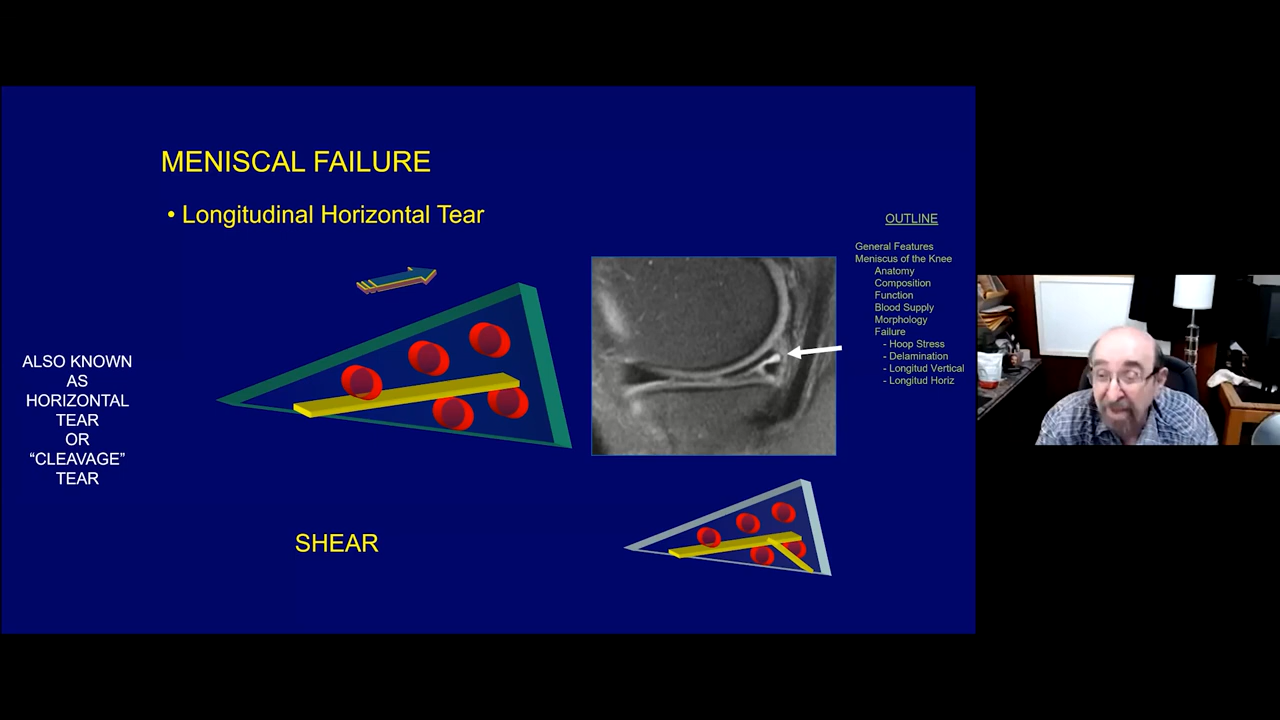 MENISCAL FAILURE
• Longitudinal Horizontal Tear
ALSO KNOWN
AS
HORIZONTAL
TEAR
OR
“CLEAVAGE”
TEAR
SHEAR
OUTLINE
General Features
Meniscus of the Knee
Anatomy
Composition
Function
Blood Supply
Morphology
Failure
- Hoop Stress
- Delamination
- Longitud Vertical
- Longitud Horiz